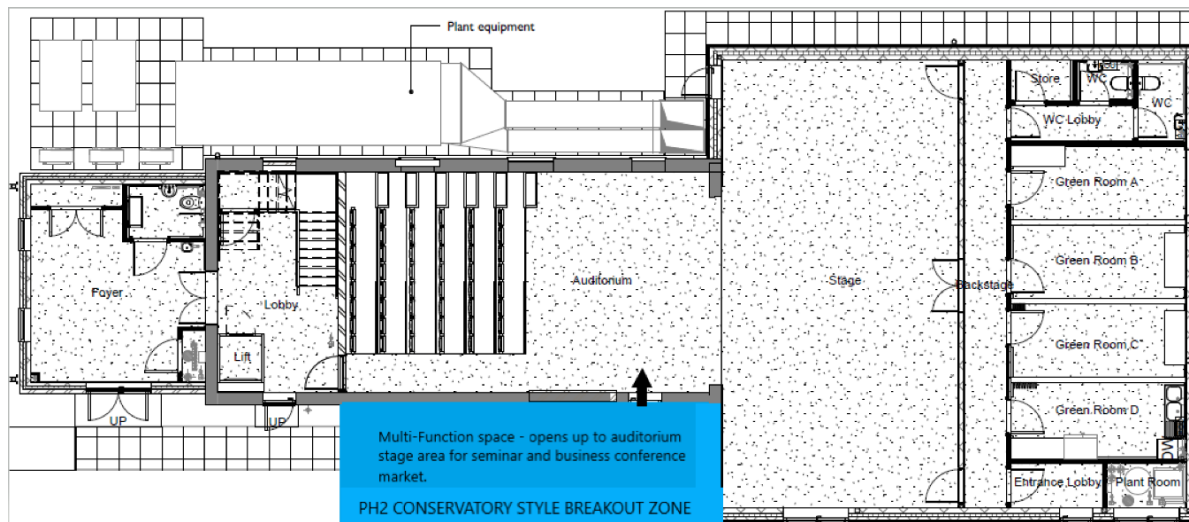 Plant equipment
Store
WC
WC
WC Lobby
Green Room A
Green Room B
Foyer
Lobby
Auditorium
Stage
Backstage
Green Room C
Lift
Green Room D
UP
UP
WC
Multi-Function space - opens up to auditorium
stage area for seminar and business conference
market.
PH2 CONSERVATORY STYLE BREAKOUT ZONE
Entrance Lobby
Plant Room